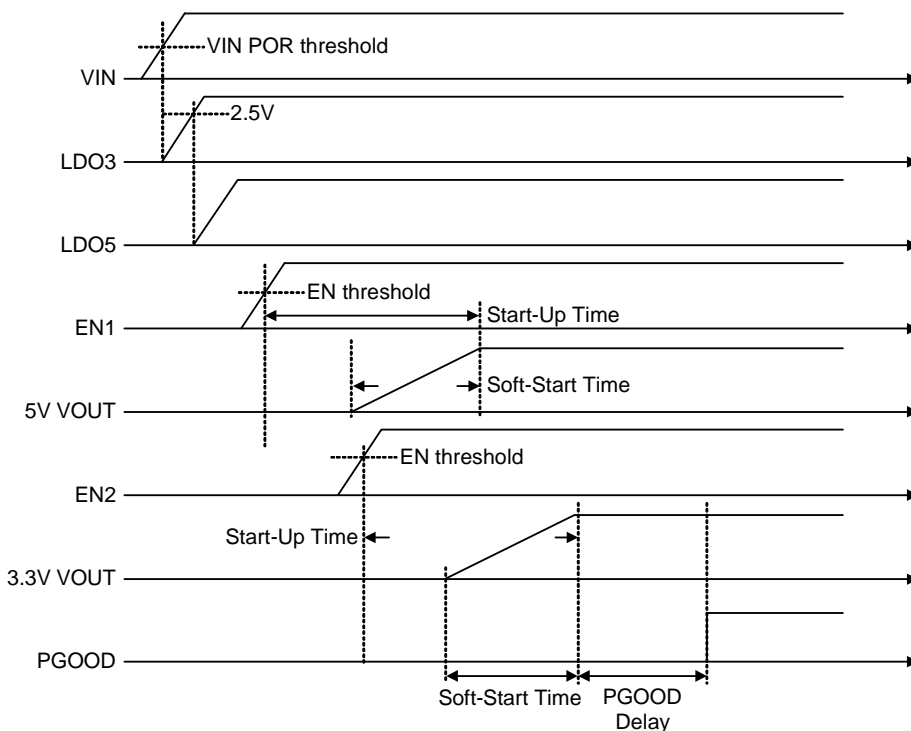 VIN POR threshold
VIN
2.5V
LDO3
LDO5
EN threshold
Start-Up Time
EN1
Soft-Start Time
5V VOUT
EN threshold
EN2
Start-Up Time
3.3V VOUT
PGOOD
Soft-Start Time
PGOOD
Delay